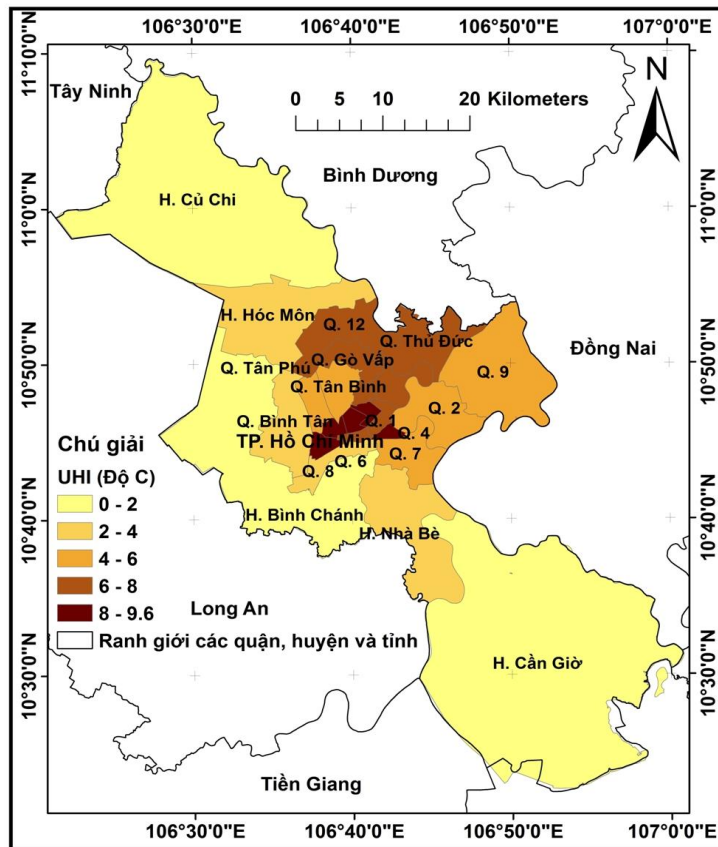 106°30'0"E 106°40'0"E 106°50'0"E 107°0'0"E
11°10'0"N
11°0'0"N
10°50'0"N
10°40'0"N
10°30'0"N
Tây Ninh
0 5 10 20 Kilometers
N
Bình Dương
H. Củ Chi
H. Hóc Môn
Q. 12
Q. Thủ Đức
Đồng Nai
Q. Tân Phú
Q. Gò Vấp
Q. 9
Q. Tân Bình
Q. 2
Q. Bình Tân
Q. 1
Q. 4
TP. Hồ Chí Minh
Q. 6
Q. 7
Q. 8
H. Bình Chánh
H. Nhà Bè
Chú giải
UHI (Độ C)
0 - 2
2 - 4
4 - 6
6 - 8
8 - 9.6
Ranh giới các quận, huyện và tỉnh
Long An
H. Cần Giờ
Tiền Giang
11°10'0"N
11°0'0"N
10°50'0"N
10°40'0"N
10°30'0"N
106°30'0"E 106°40'0"E 106°50'0"E 107°0'0"E